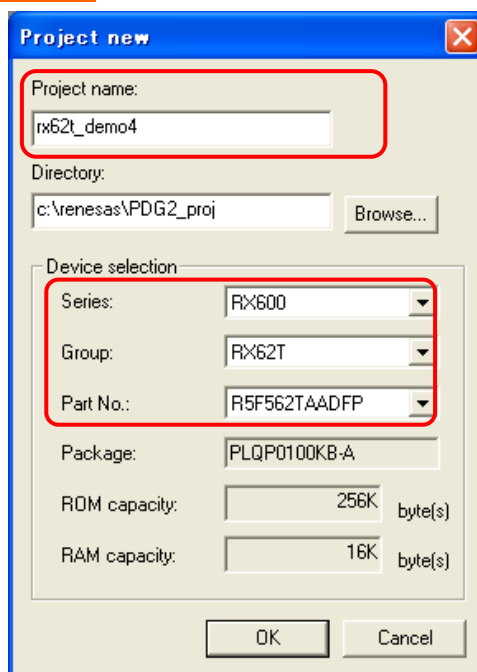 Project new
Project name:
rx62t_demo4
Directory:
c:\renesas\PDG2_proj
Browse...
Device selection
Series:
RX600
Group:
RX62T
Part No.:
R5F562TAADFP
Package:
PLQP0100KB-A
ROM capacity:
256K byte(s)
RAM capacity:
16K byte(s)
OK
Cancel